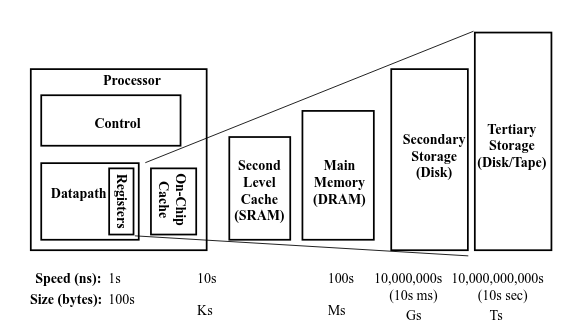 Processor
Control
Datapath
Registers
On-Chip
Cache
Second
Level
Cache
(SRAM)
Main
Memory
(DRAM)
Secondary
Storage
(Disk)
Tertiary
Storage
(Disk/Tape)
Speed (ns): 1s 10s 100s 10,000,000s 10,000,000,000s
(10s ms) (10s sec)
Size (bytes): 100s Ks Ms Gs Ts